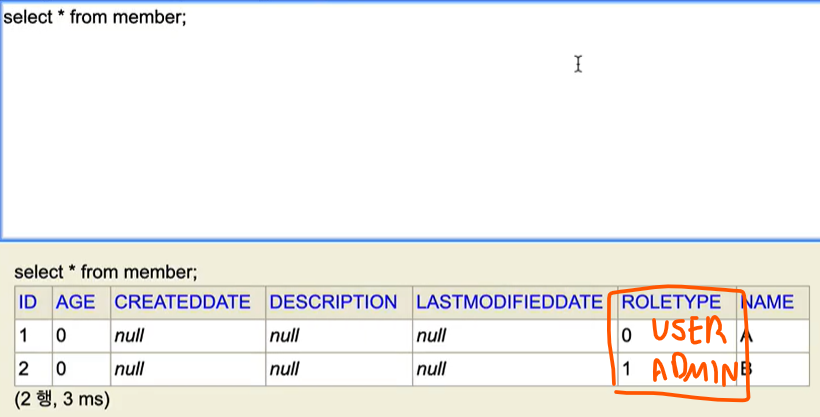 select * from member;
select * from member;
ID AGE CREATEDDATE DESCRIPTION LASTMODIFIEDDATE ROLETYPE NAME
1 0 null null null 0 USER A
2 0 null null null 1 ADMIN B
(2 행, 3 ms)